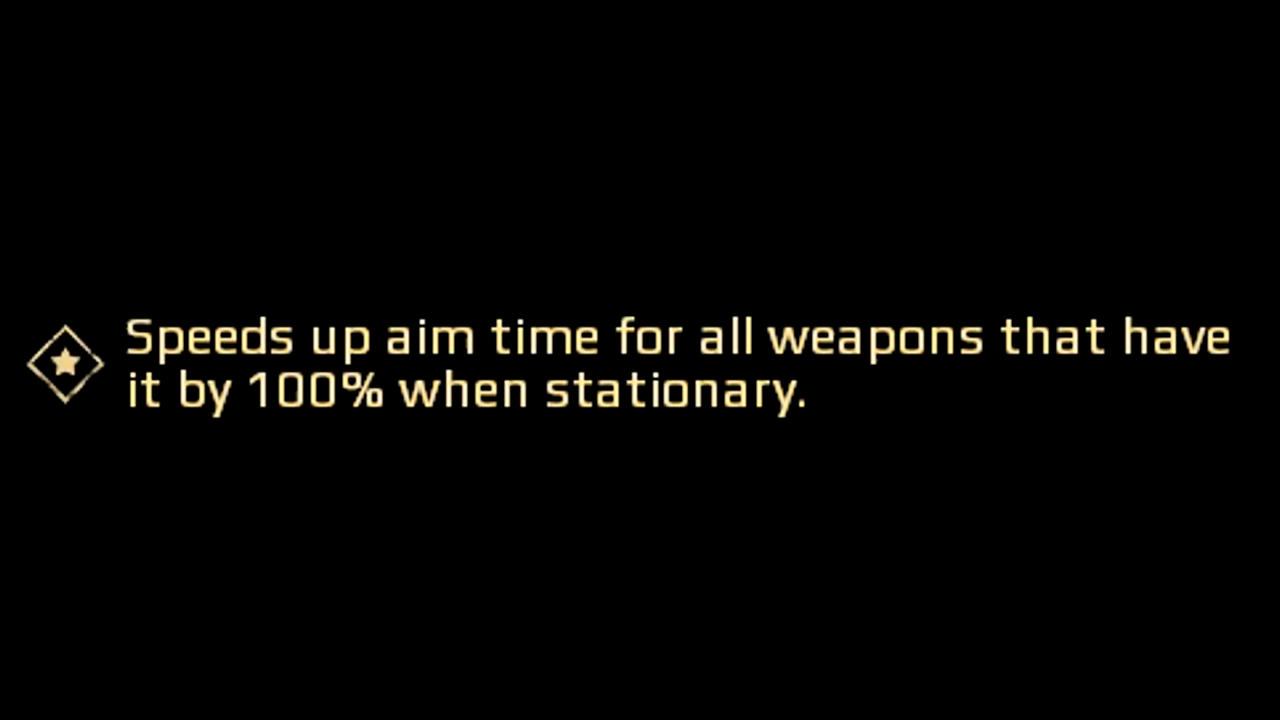 Speeds up aim time for all weapons that have
it by 100% when stationary.